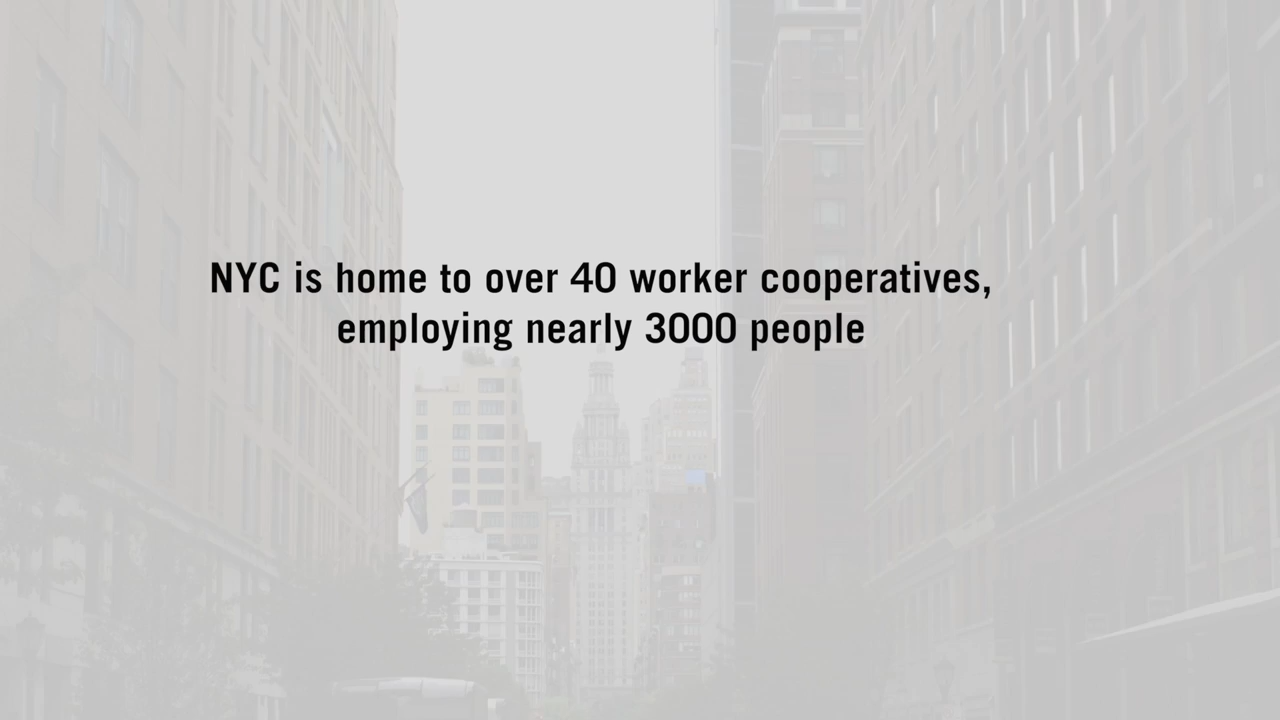 NYC is home to over 40 worker cooperatives,
employing nearly 3000 people